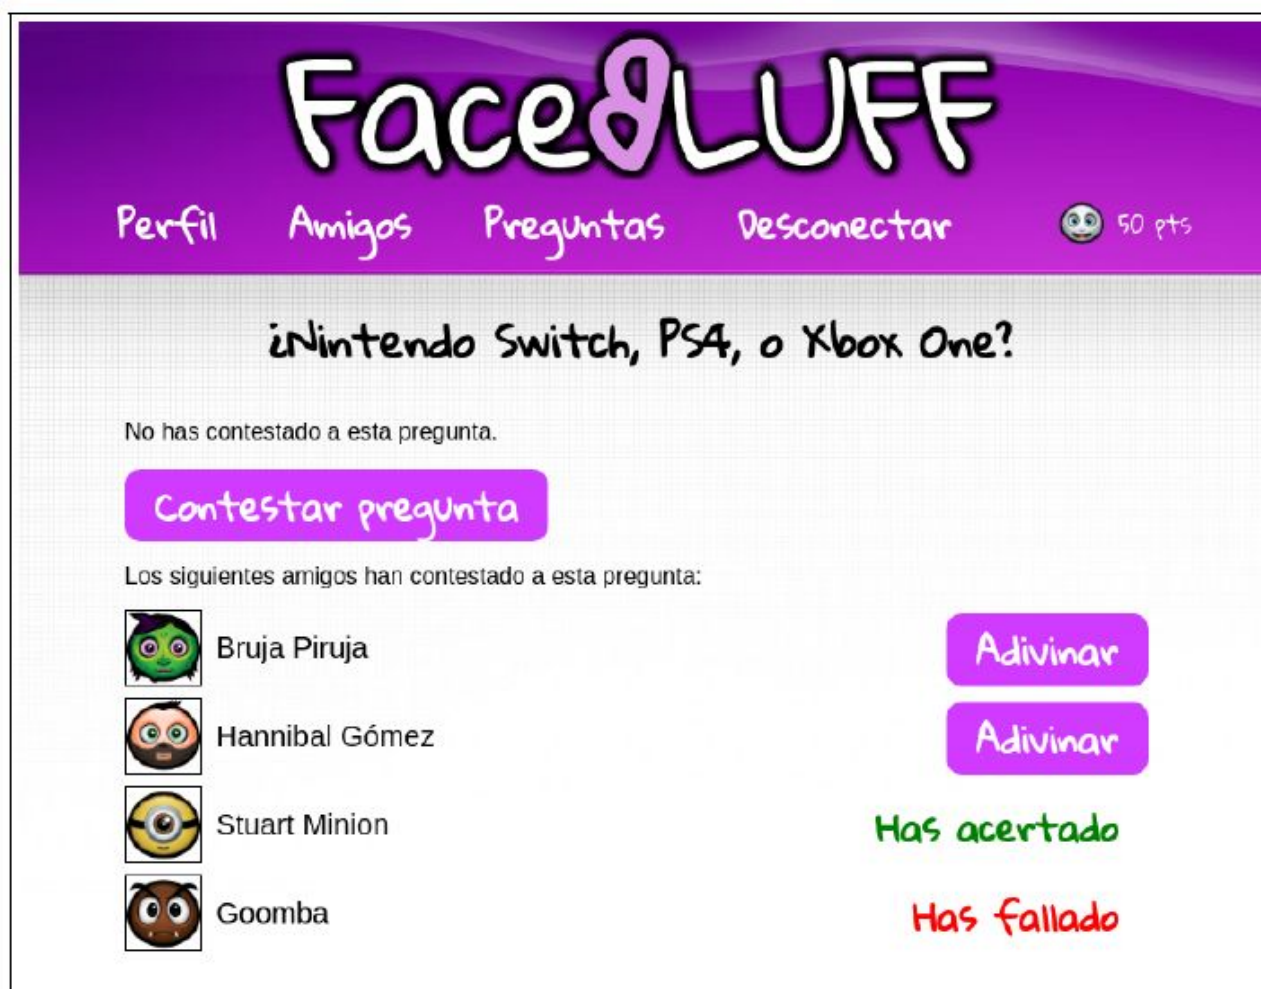 FaceBLUFF
Perfil Amigos Preguntas Desconectar 50 pts
¿Nintendo Switch, PS4, o Xbox One?
No has contestado a esta pregunta.
Contestar pregunta
Los siguientes amigos han contestado a esta pregunta:
Bruja Piruja Adivinar
Hannibal Gómez Adivinar
Stuart Minion Has acertado
Goomba Has fallado